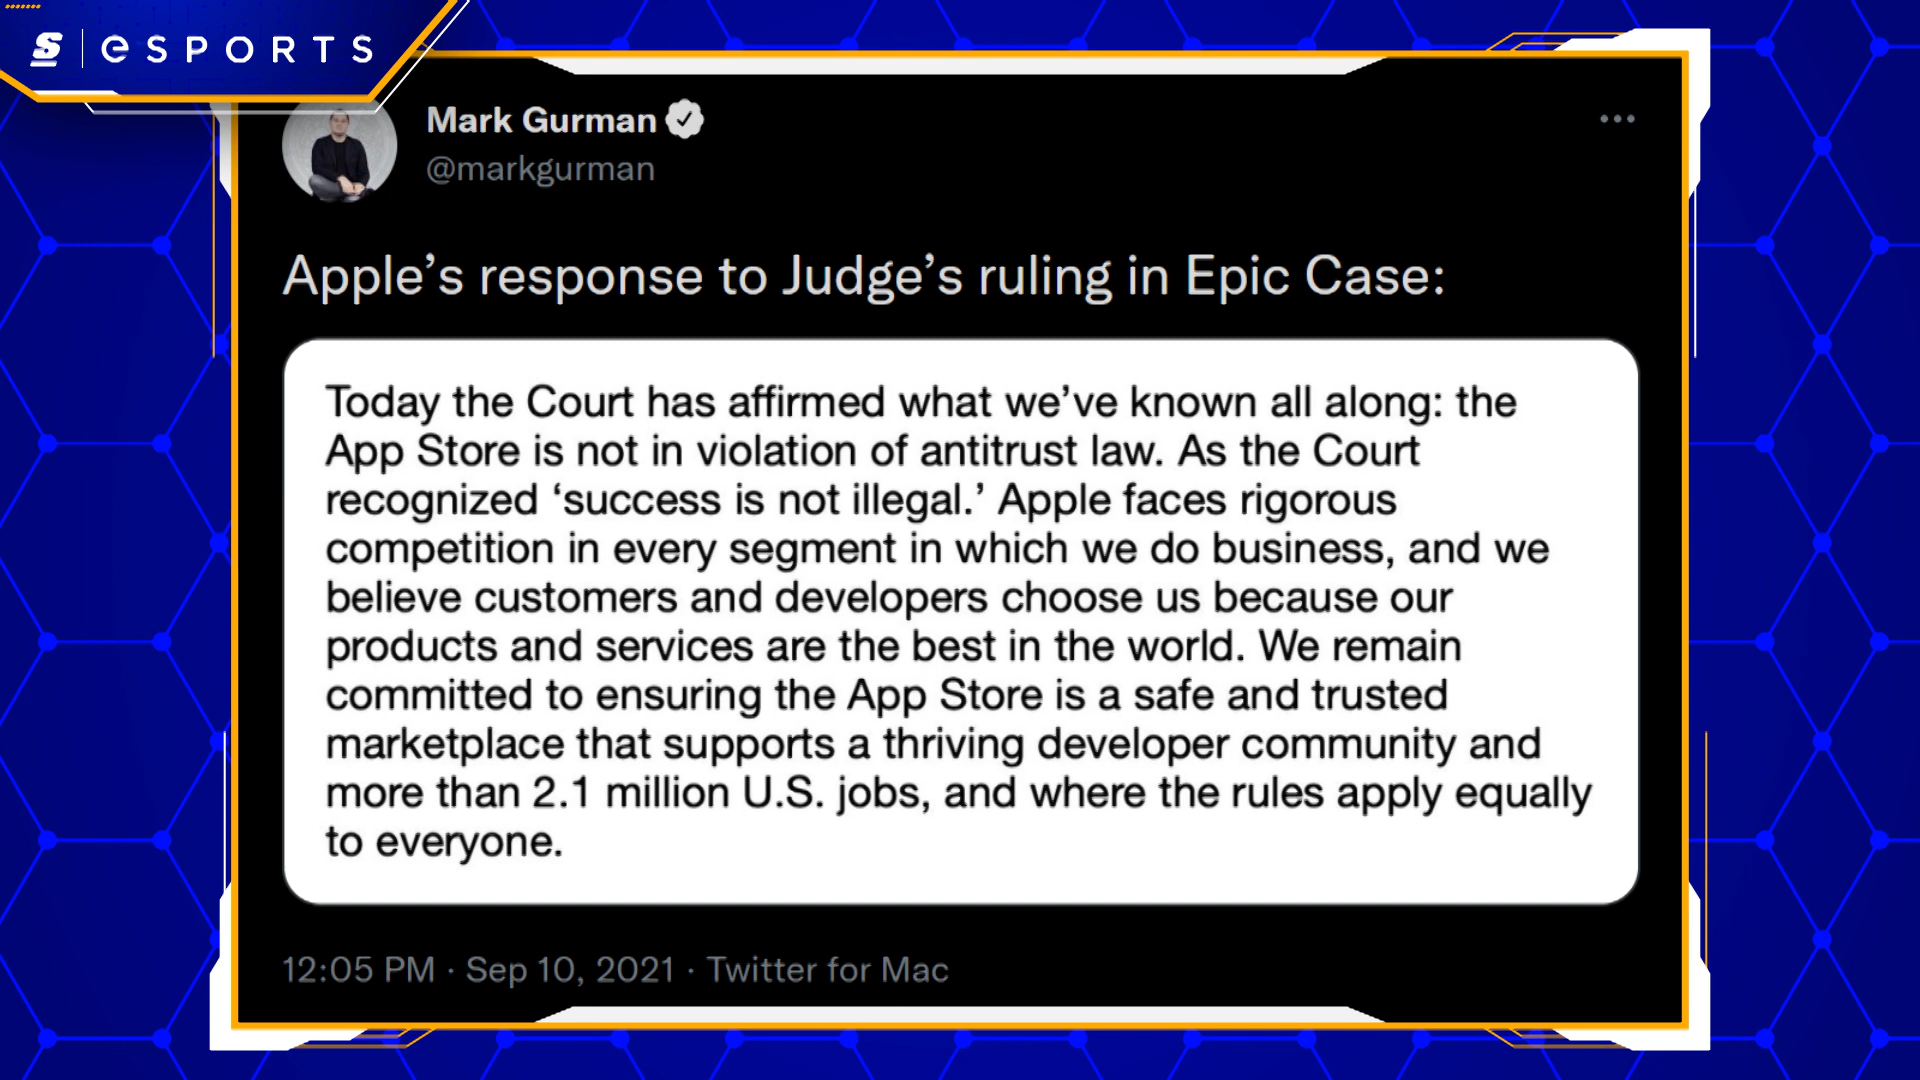 S | eSPORTS
Mark Gurman
@markgurman
Apple’s response to Judge’s ruling in Epic Case:
Today the Court has affirmed what we’ve known all along: the
App Store is not in violation of antitrust law. As the Court
recognized ‘success is not illegal.’ Apple faces rigorous
competition in every segment in which we do business, and we
believe customers and developers choose us because our
products and services are the best in the world. We remain
committed to ensuring the App Store is a safe and trusted
marketplace that supports a thriving developer community and
more than 2.1 million U.S. jobs, and where the rules apply equally
to everyone.
12:05 PM · Sep 10, 2021 · Twitter for Mac